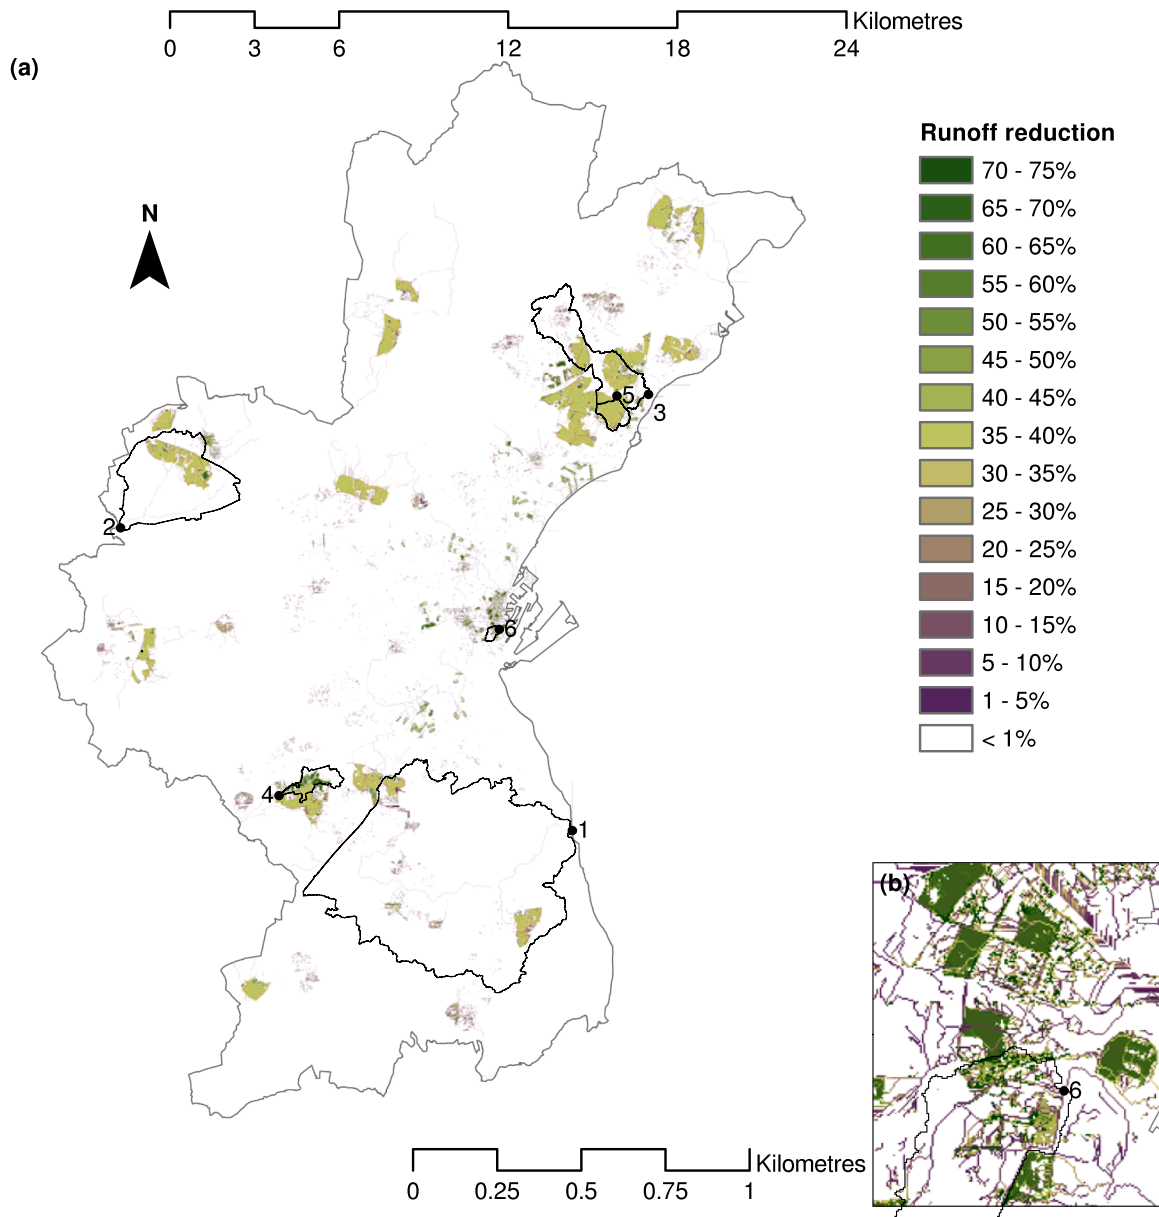 Kilometres
0 3 6 12 18 24
(a)
N
Runoff reduction
70 - 75%
65 - 70%
60 - 65%
55 - 60%
50 - 55%
45 - 50%
40 - 45%
35 - 40%
30 - 35%
25 - 30%
20 - 25%
15 - 20%
10 - 15%
5 - 10%
1 - 5%
< 1%
5
3
2
6
4
1
(b)
6
Kilometres
0 0.25 0.5 0.75 1